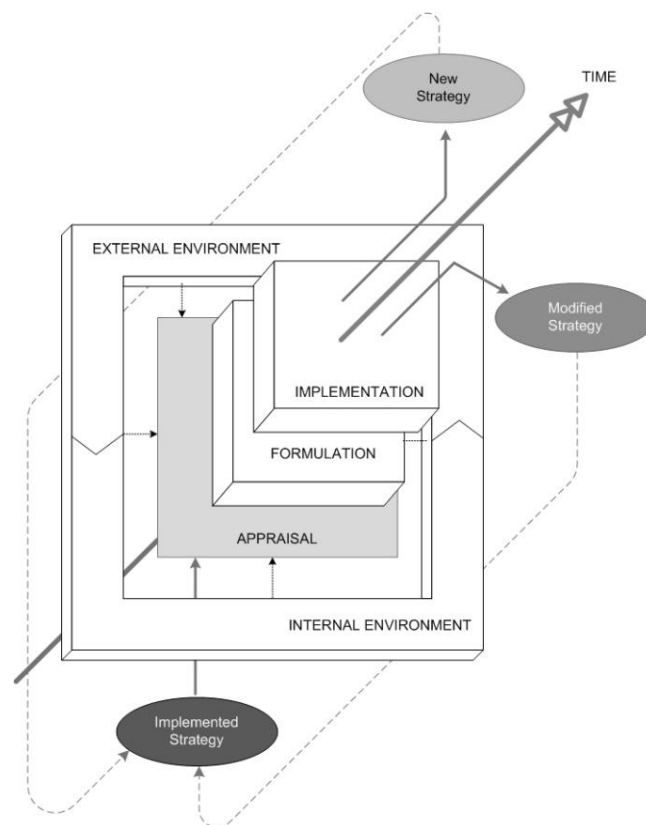 New
Strategy
TIME
EXTERNAL ENVIRONMENT
Modified
Strategy
IMPLEMENTATION
FORMULATION
APPRAISAL
INTERNAL ENVIRONMENT
Implemented
Strategy